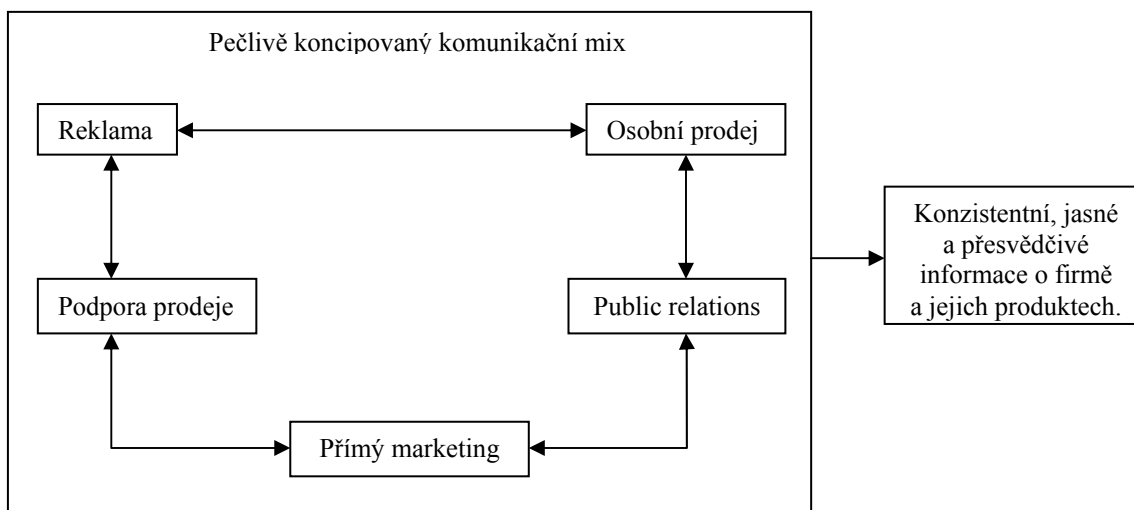 Pečlivě koncipovaný komunikační mix
Reklama
Osobní prodej
Podpora prodeje
Public relations
Přímý marketing
Konzistentní, jasné
a přesvědčivé
informace o firmě
a jejich produktech.